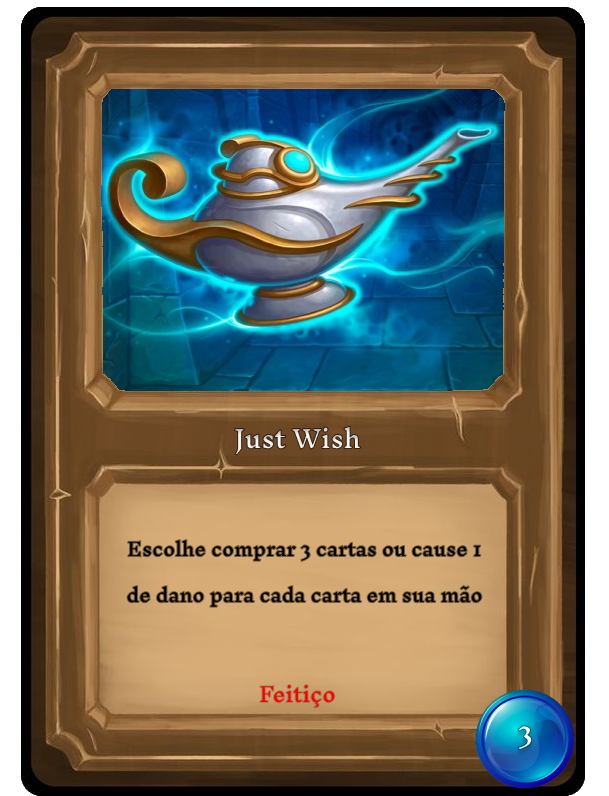 Just Wish
Escolhe comprar 3 cartas ou cause 1
de dano para cada carta em sua mão
Feitiço
3